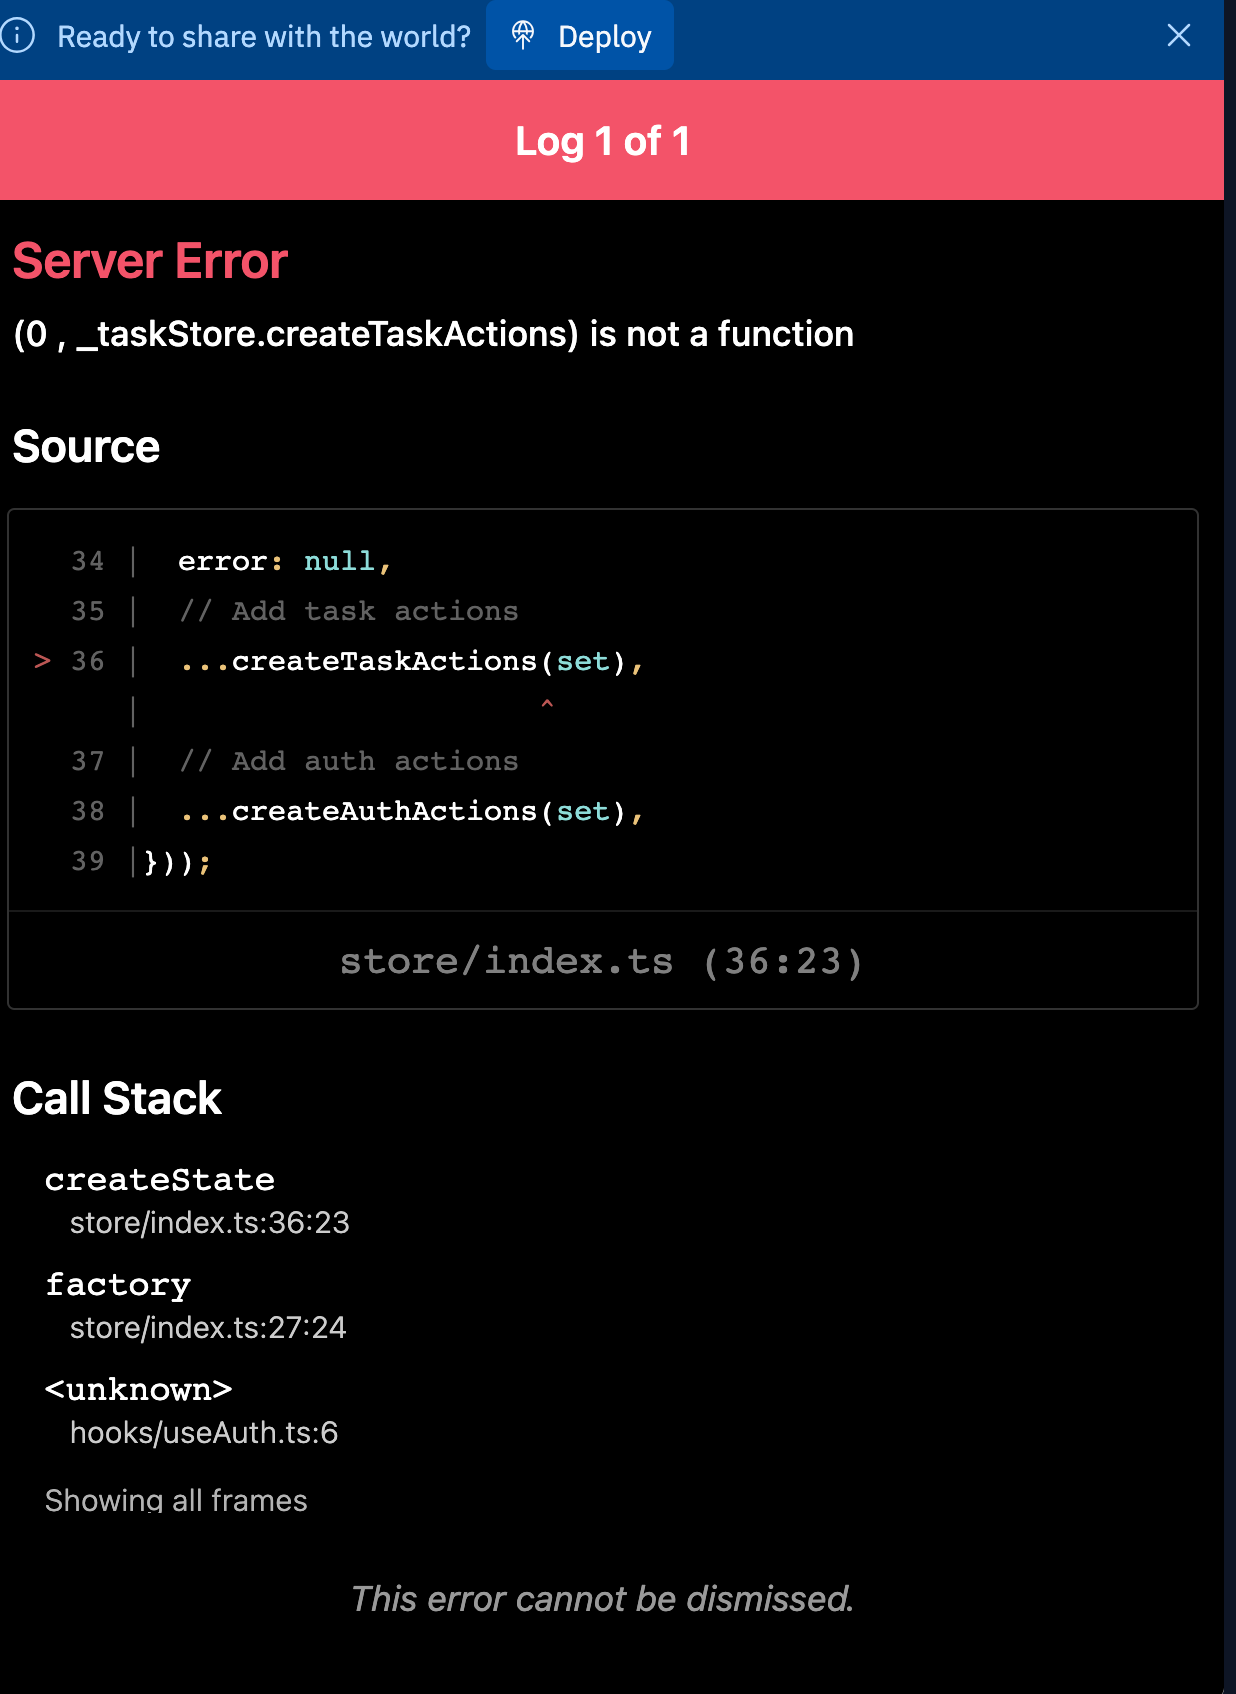 Ready to share with the world? Deploy
Log 1 of 1
Server Error
(0 , _taskStore.createTaskActions) is not a function
Source
34 |   error: null,
35 |   // Add task actions
> 36 |   ...createTaskActions(set),
|                       ^
37 |   // Add auth actions
38 |   ...createAuthActions(set),
39 | }));
store/index.ts (36:23)
Call Stack
createState
store/index.ts:36:23
factory
store/index.ts:27:24
<unknown>
hooks/useAuth.ts:6
Showing all frames
This error cannot be dismissed.